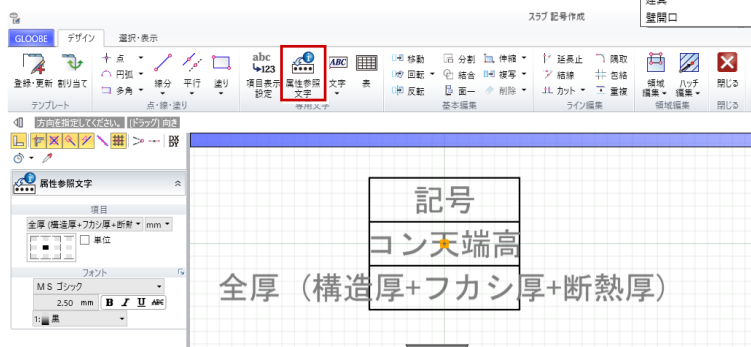 スラブ 記号作成
壁開口
GLOOBE デザイン 選択・表示
登録・更新 割り当て
点
円弧
多角
線分 平行 塗り
abc
123
項目表示
設定
属性参照
文字
ABC
文字
表
移動 分割 伸縮
回転 結合 複写
反転 面一 削除
延長止 隅取
結線 包絡
カット 重複
領域
編集
ハッチ
編集
閉じる
テンプレート 点・線・塗り 専用文字 基本編集 ライン編集 領域編集 閉じる
方向を指定してください。 [ドラッグ] 向き
属性参照文字
項目
全厚 (構造厚+フカシ厚+断熱 mm
単位
フォント
ＭＳ ゴシック
2.50 mm B I U ABC
1: 黒
記号
コン天端高
全厚（構造厚+フカシ厚+断熱厚）